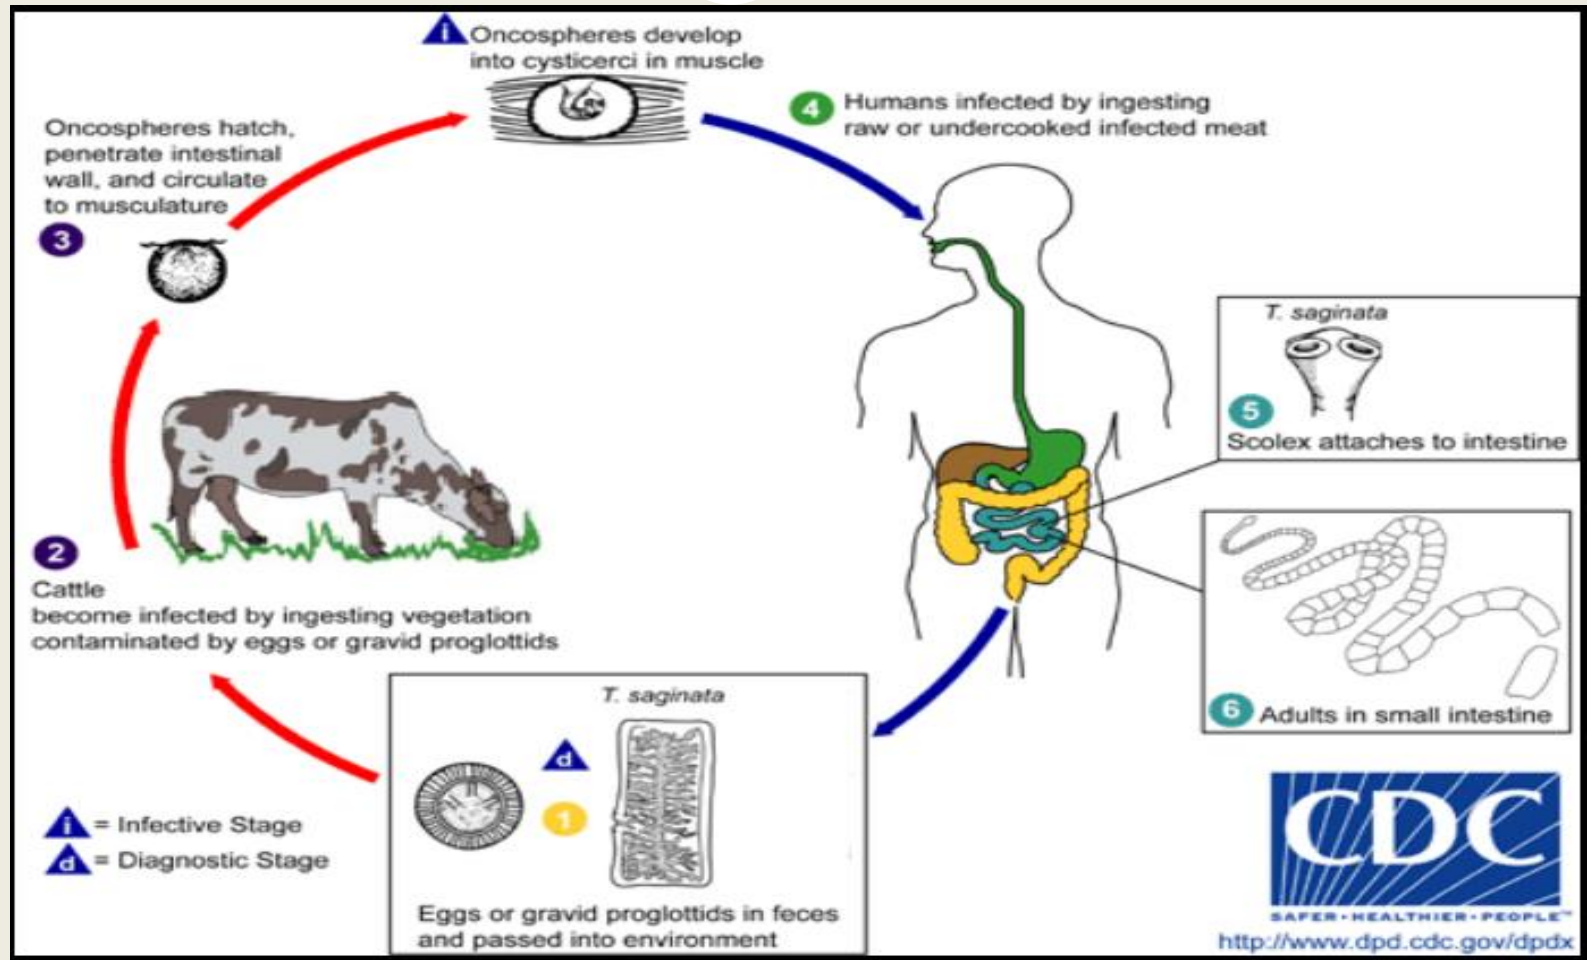 i Oncospheres develop
into cysticerci in muscle
4 Humans infected by ingesting
raw or undercooked infected meat
Oncospheres hatch,
penetrate intestinal
wall, and circulate
to musculature
3
T. saginata
5
Scolex attaches to intestine
2
Cattle
become infected by ingesting vegetation
contaminated by eggs or gravid proglottids
6 Adults in small intestine
T. saginata
d
1
Eggs or gravid proglottids in feces
and passed into environment
i = Infective Stage
d = Diagnostic Stage
CDC
SAFER•HEALTHIER•PEOPLE™
http://www.dpd.cdc.gov/dpdx